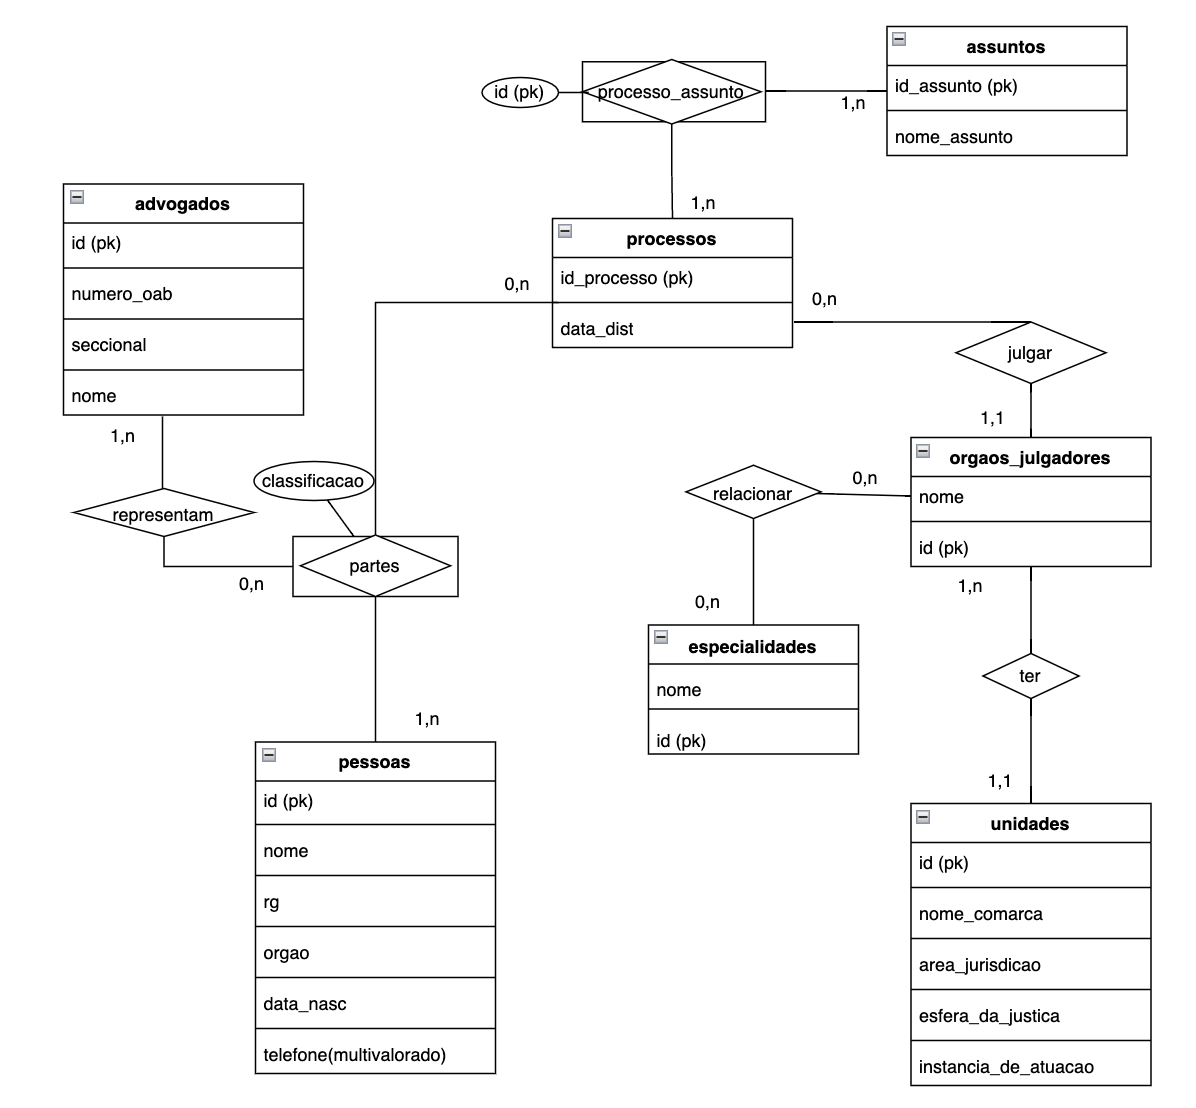 assuntos
id_assunto (pk)
nome_assunto
id (pk)
processo_assunto
1,n
1,n
advogados
id (pk)
numero_oab
seccional
nome
processos
id_processo (pk)
data_dist
0,n
0,n
julgar
1,1
1,n
representam
0,n
classificacao
partes
orgaos_julgadores
nome
id (pk)
relacionar
0,n
0,n
1,n
especialidades
nome
id (pk)
ter
1,1
1,n
pessoas
id (pk)
nome
rg
orgao
data_nasc
telefone(multivalorado)
unidades
id (pk)
nome_comarca
area_jurisdicao
esfera_da_justica
instancia_de_atuacao